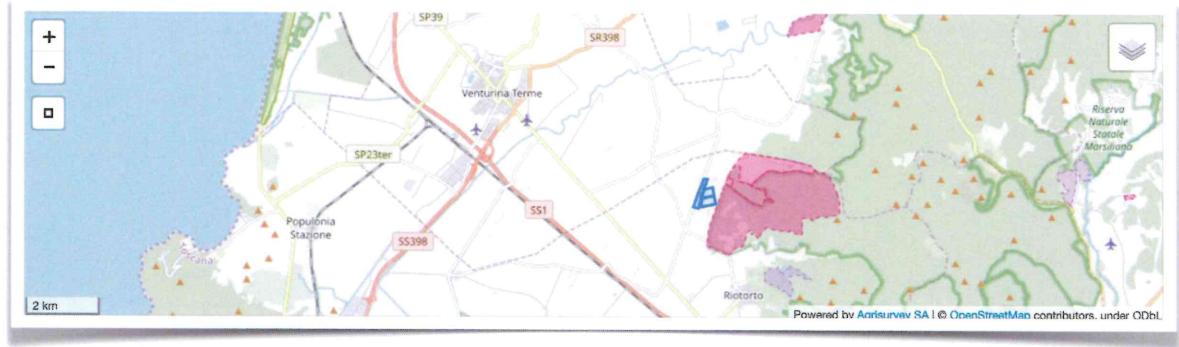 SP39
+
−
SR398
Venturina Terme
Riserva
Naturale
Statale
Marsiliana
SP23ter
SS1
Populonia
Stazione
SS398
2 km
Riotorto
Powered by Agrisurvey SA | © OpenStreetMap contributors, under ODbL